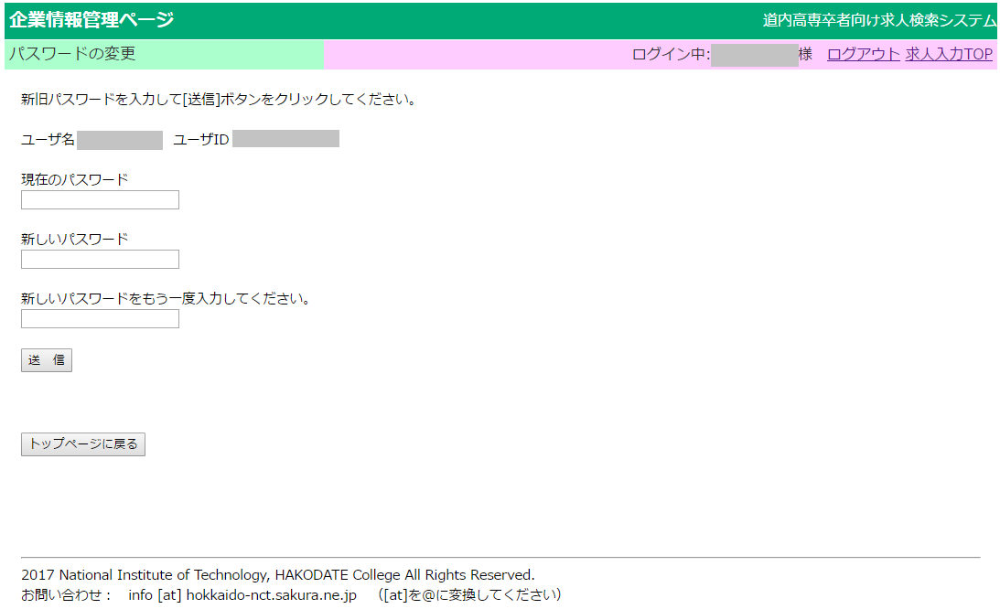 企業情報管理ページ 道内高専卒者向け求人検索システム
パスワードの変更 ログイン中: 様 ログアウト 求人入力TOP
新旧パスワードを入力して[送信]ボタンをクリックしてください。
ユーザ名 ユーザID
現在のパスワード
新しいパスワード
新しいパスワードをもう一度入力してください。
送　信
トップページに戻る
2017 National Institute of Technology, HAKODATE College All Rights Reserved.
お問い合わせ： info [at] hokkaido-nct.sakura.ne.jp （[at]を@に変換してください）